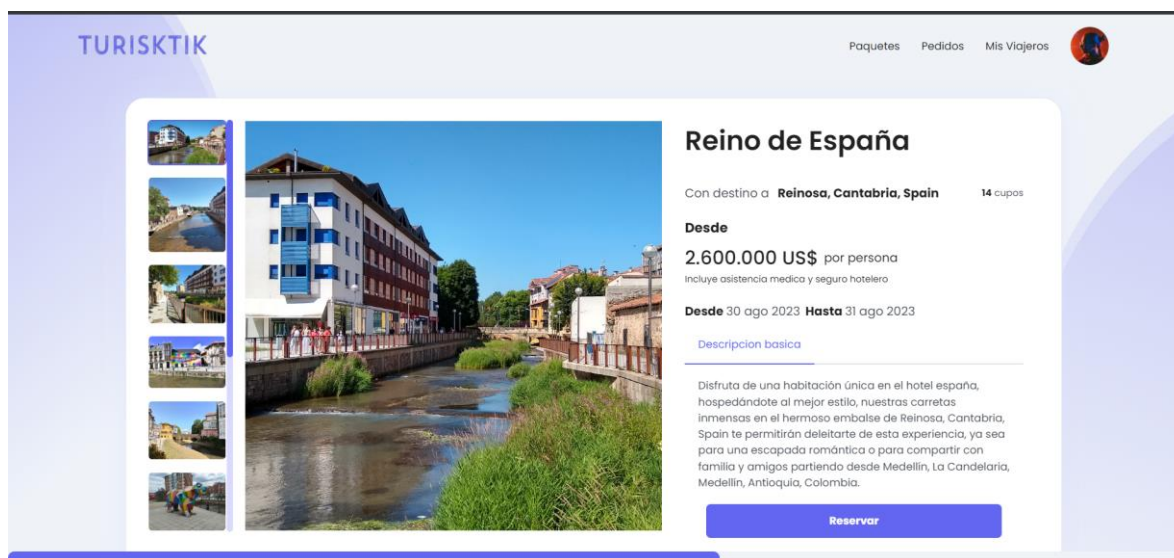 TURISKTIK
Paquetes Pedidos Mis Viajeros
Reino de España
Con destino a Reinosa, Cantabria, Spain 14 cupos
Desde
2.600.000 US$ por persona
Incluye asistencia medica y seguro hotelero
Desde 30 ago 2023 Hasta 31 ago 2023
Descripcion basica
Disfruta de una habitación única en el hotel españa,
hospedándote al mejor estilo, nuestras carretas
inmensas en el hermoso embalse de Reinosa, Cantabria,
Spain te permitirán deleitarte de esta experiencia, ya sea
para una escapada romántica o para compartir con
familia y amigos partiendo desde Medellín, La Candelaria,
Medellín, Antioquia, Colombia.
Reservar